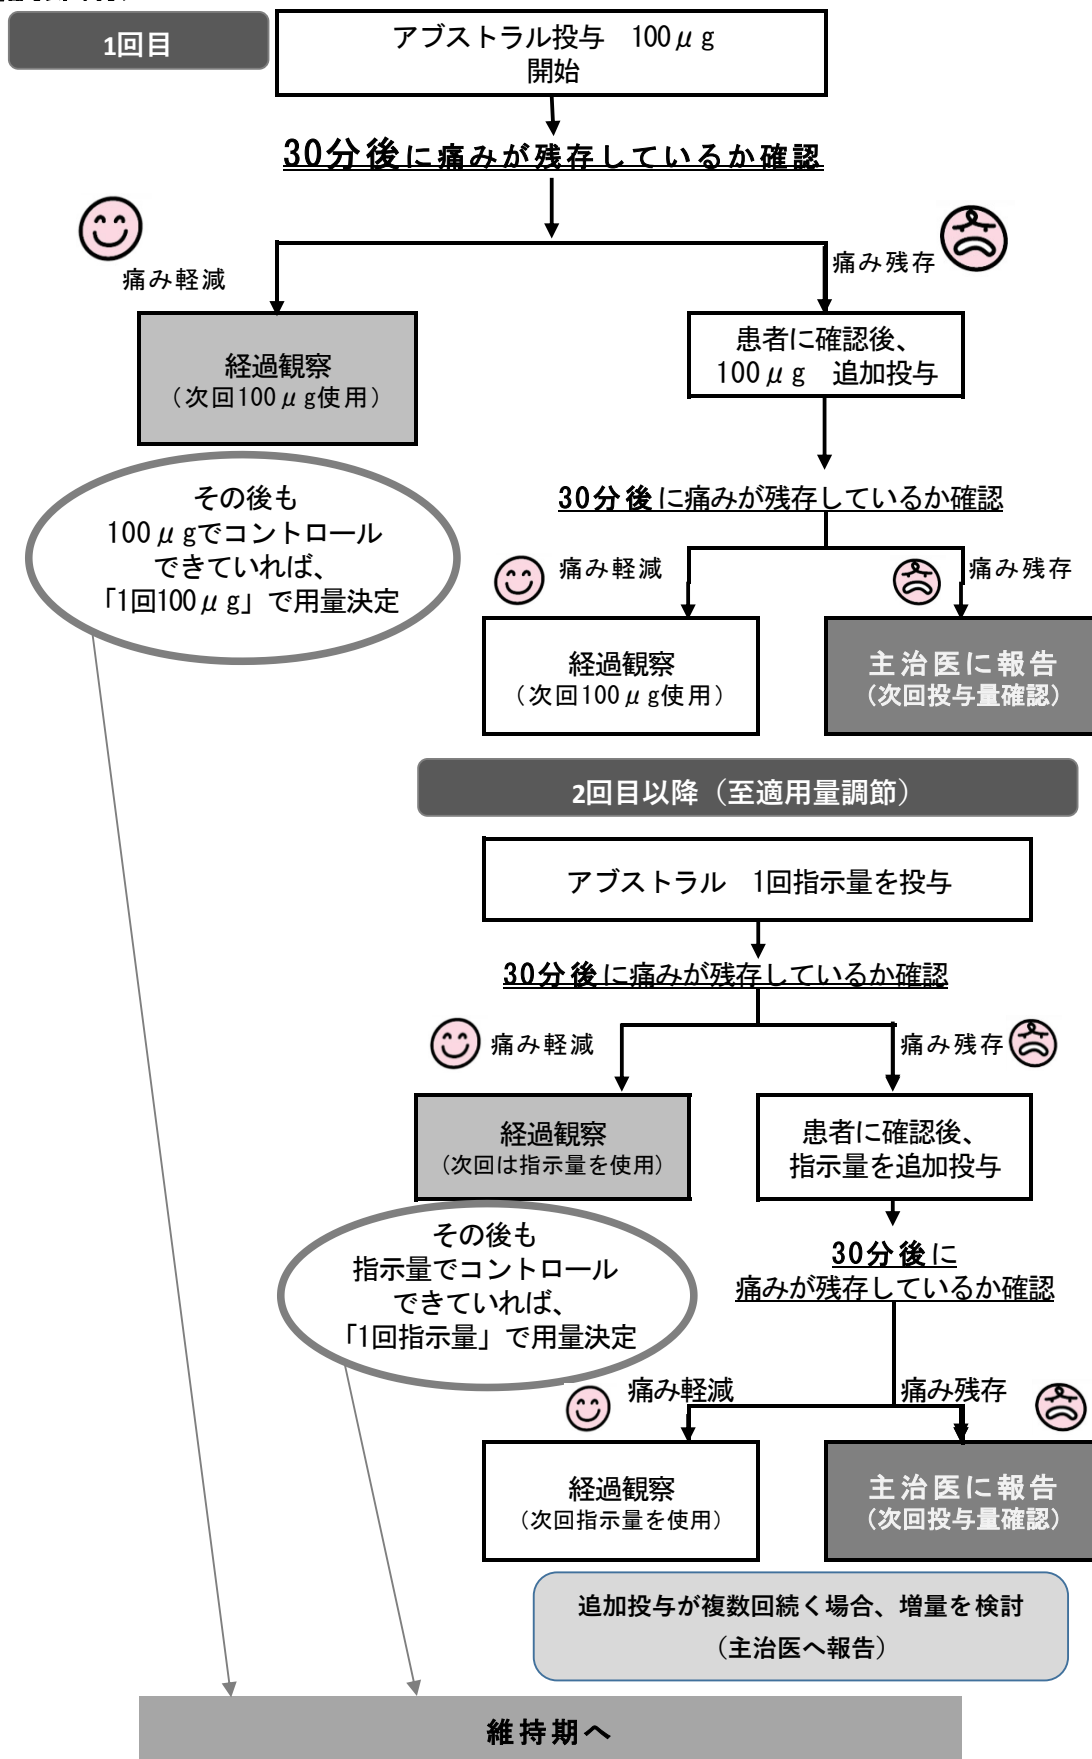 1回目
アブストラル投与　100μg
開始
30分後に痛みが残存しているか確認
痛み軽減
痛み残存
経過観察
（次回100μg使用）
患者に確認後、
100μg　追加投与
その後も
100μgでコントロール
できていれば、
「1回100μg」で用量決定
30分後に痛みが残存しているか確認
痛み軽減
痛み残存
経過観察
（次回100μg使用）
主治医に報告
（次回投与量確認）
2回目以降（至適用量調節）
アブストラル　1回指示量を投与
30分後に痛みが残存しているか確認
痛み軽減
痛み残存
経過観察
（次回は指示量を使用）
患者に確認後、
指示量を追加投与
その後も
指示量でコントロール
できていれば、
「1回指示量」で用量決定
30分後に
痛みが残存しているか確認
痛み軽減
痛み残存
経過観察
（次回指示量を使用）
主治医に報告
（次回投与量確認）
追加投与が複数回続く場合、増量を検討
（主治医へ報告）
維持期へ